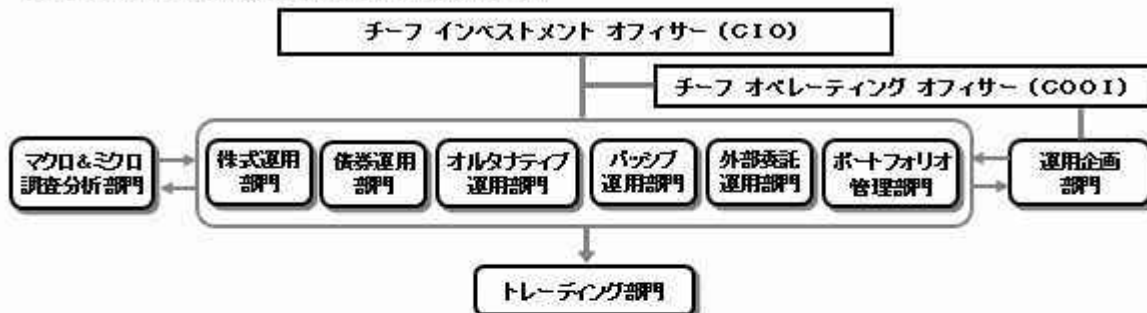 チーフ インベストメント オフィサー (CIO)
チーフ オペレーティング オフィサー (COOI)
マクロ&ミクロ
調査分析部門
株式運用
部門
債券運用
部門
オルタナティブ
運用部門
パッシブ
運用部門
外部委託
運用部門
ポートフォリオ
管理部門
運用企画
部門
トレーディング部門